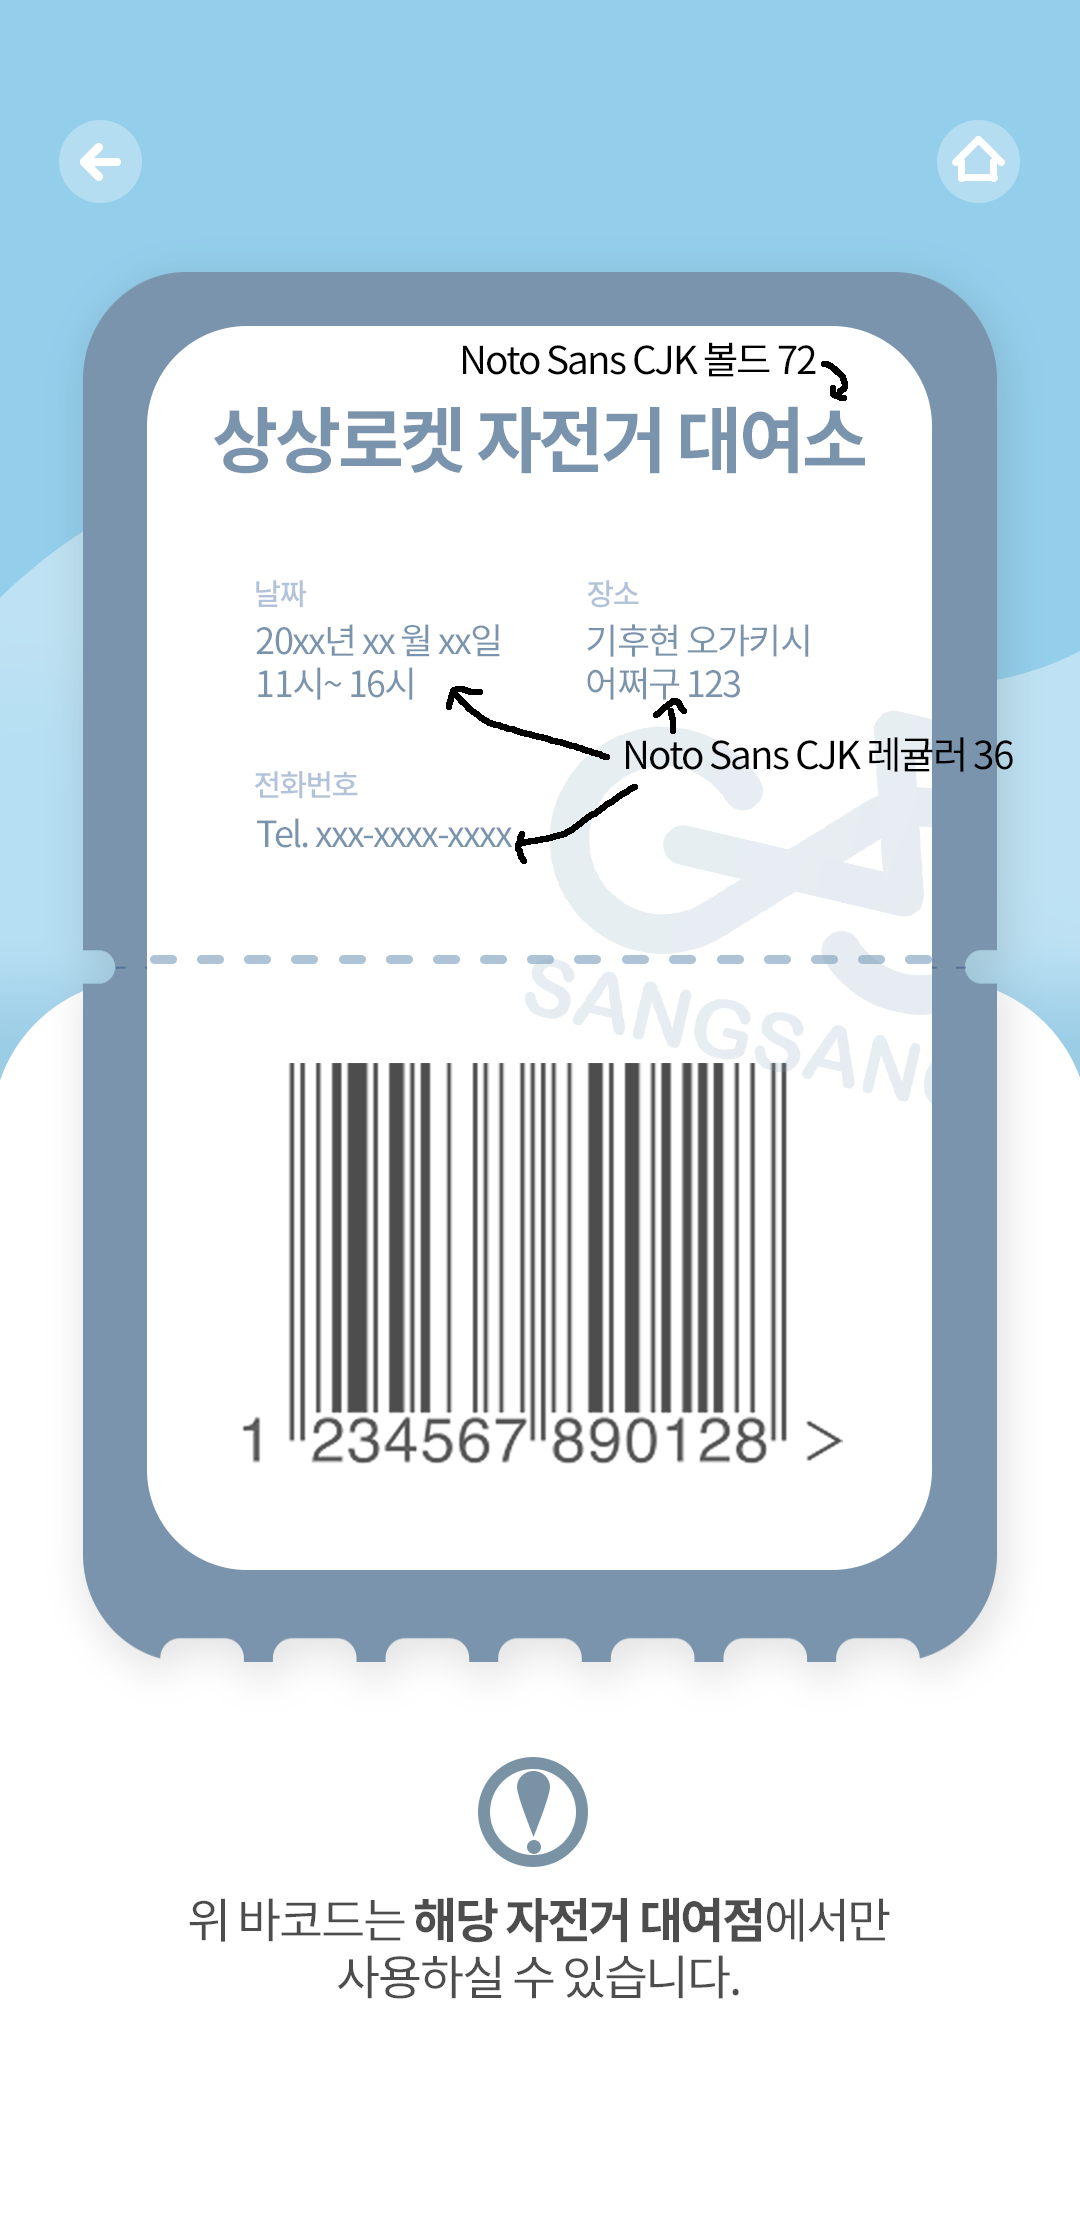 Noto Sans CJK 볼드 72
상상로켓 자전거 대여소
날짜
20xx년 xx 월 xx일
11시~ 16시
장소
기후현 오가키시
어쩌구 123
Noto Sans CJK 레귤러 36
전화번호
Tel. xxx-xxxx-xxxx
SANGSANG
1 234567 890128 >
위 바코드는 해당 자전거 대여점에서만
사용하실 수 있습니다.